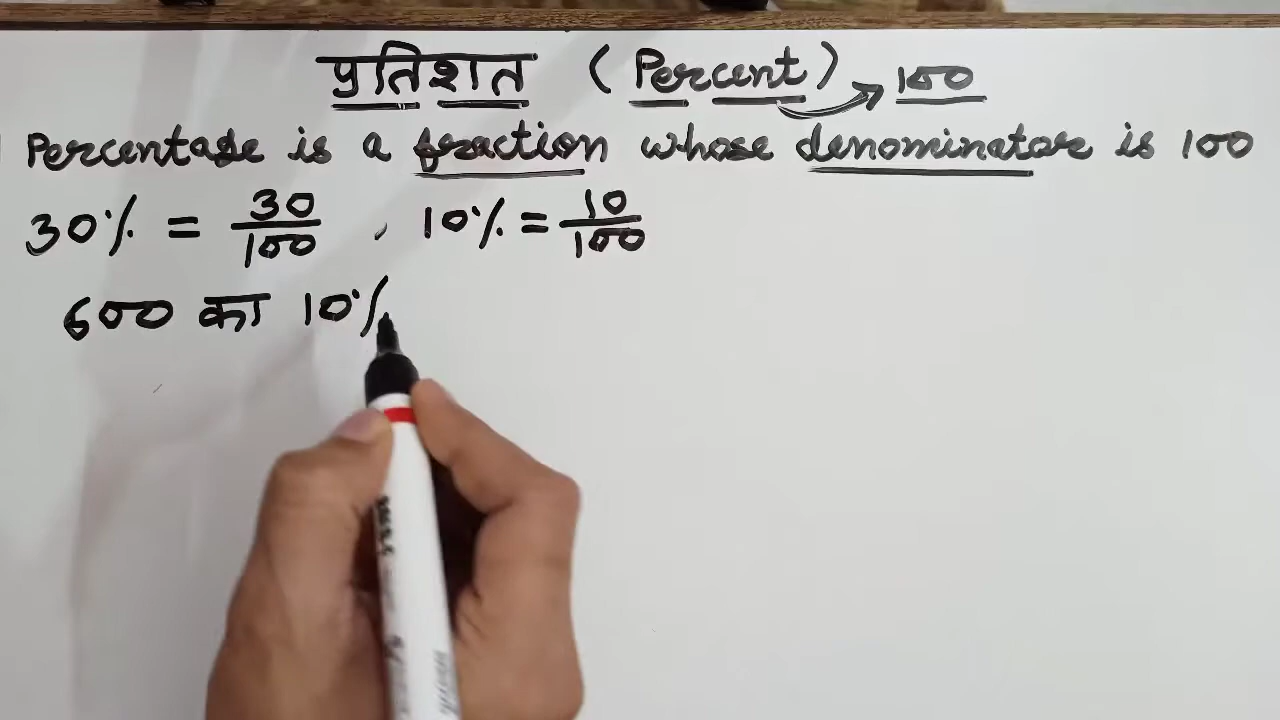 प्रतिशत (Percent) → 100
Percentage is a fraction whose denominator is 100
30% = 30/100 , 10% = 10/100
600 का 10%